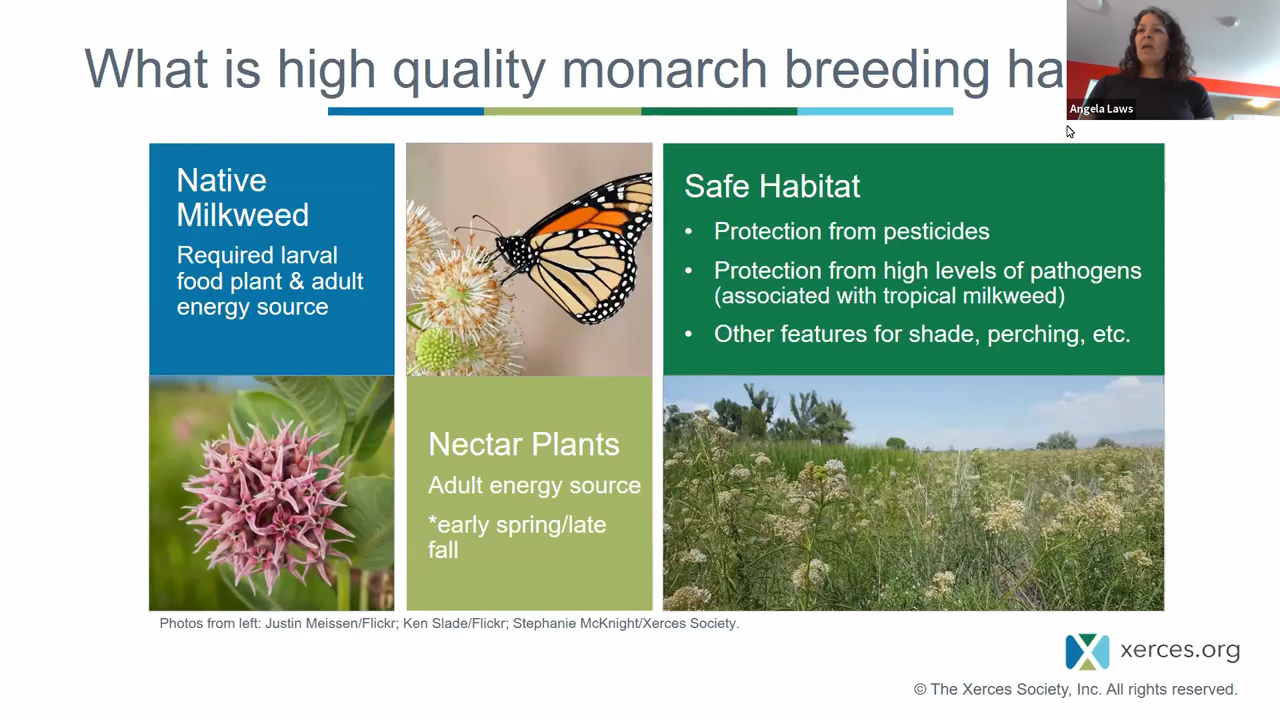 What is high quality monarch breeding ha
Angela Laws
Native
Milkweed
Required larval
food plant & adult
energy source
Nectar Plants
Adult energy source
*early spring/late
fall
Safe Habitat
• Protection from pesticides
• Protection from high levels of pathogens
(associated with tropical milkweed)
• Other features for shade, perching, etc.
Photos from left: Justin Meissen/Flickr; Ken Slade/Flickr; Stephanie McKnight/Xerces Society.
xerces.org
© The Xerces Society, Inc. All rights reserved.